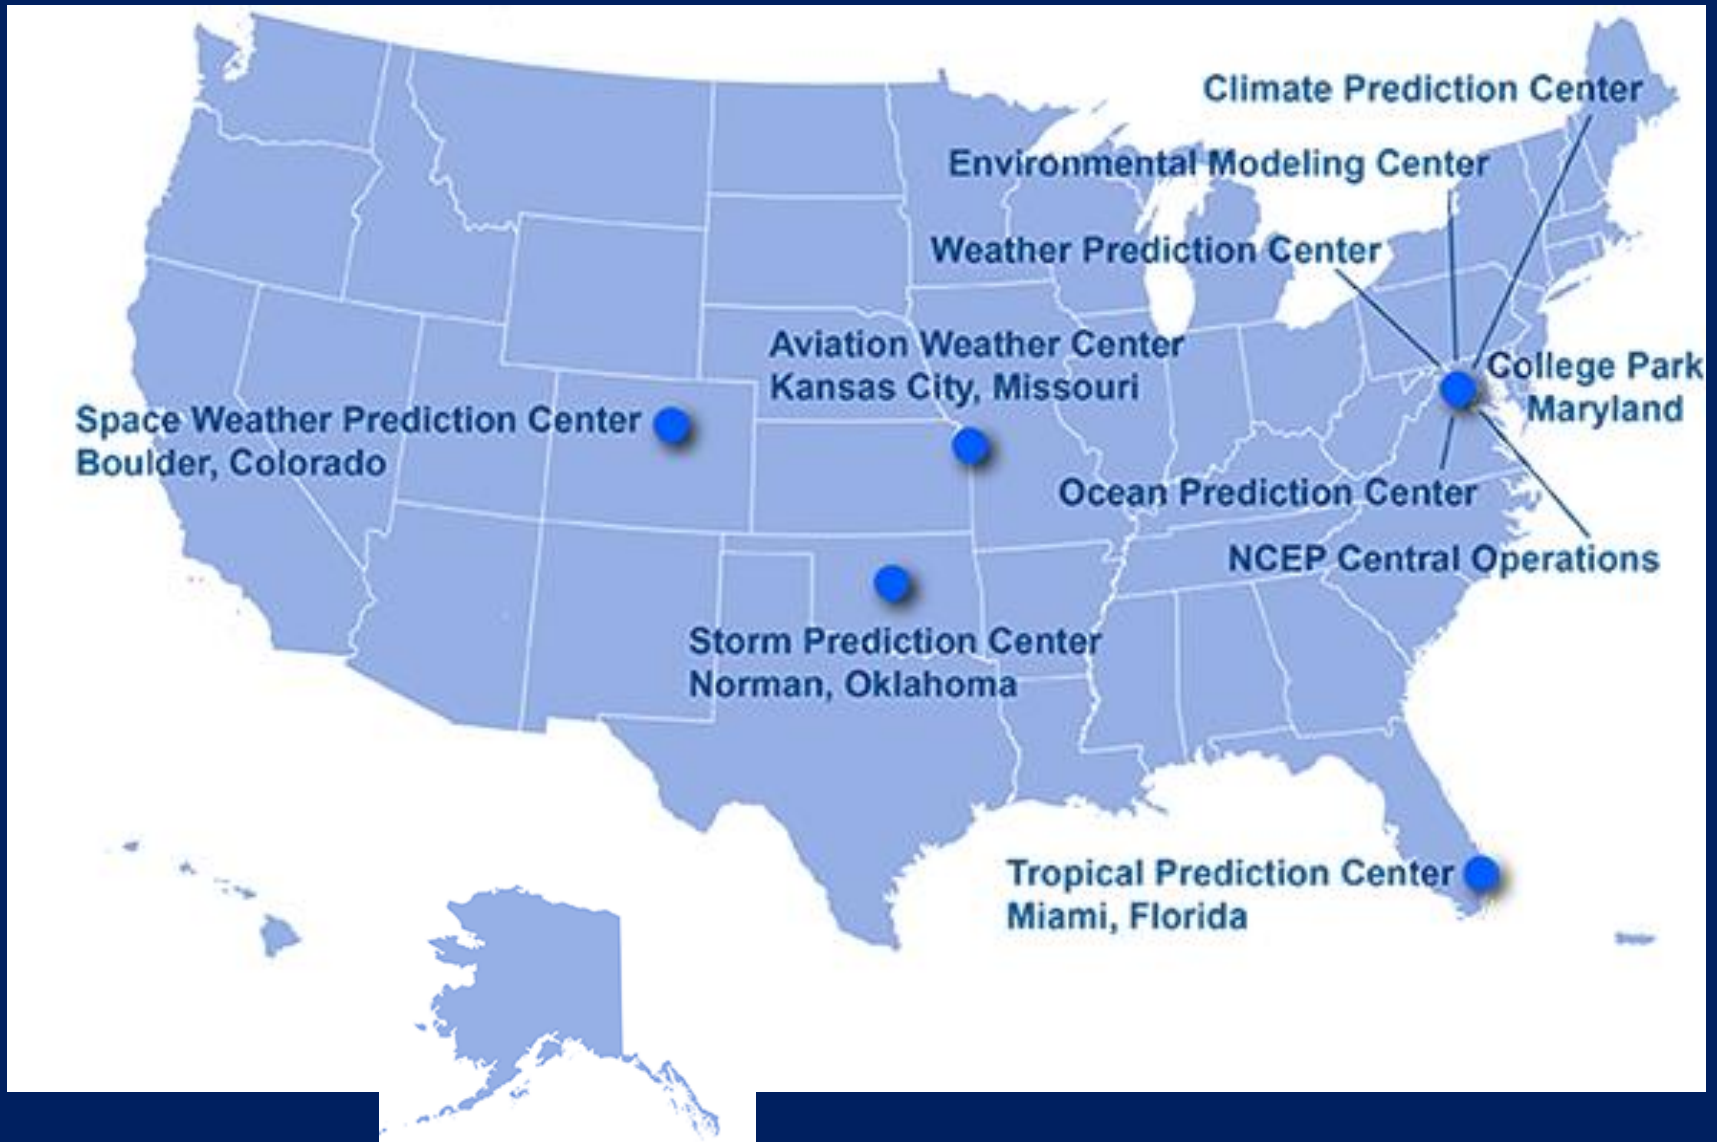 Climate Prediction Center
Environmental Modeling Center
Weather Prediction Center
Aviation Weather Center
Kansas City, Missouri
College Park
Maryland
Space Weather Prediction Center
Boulder, Colorado
Ocean Prediction Center
NCEP Central Operations
Storm Prediction Center
Norman, Oklahoma
Tropical Prediction Center
Miami, Florida